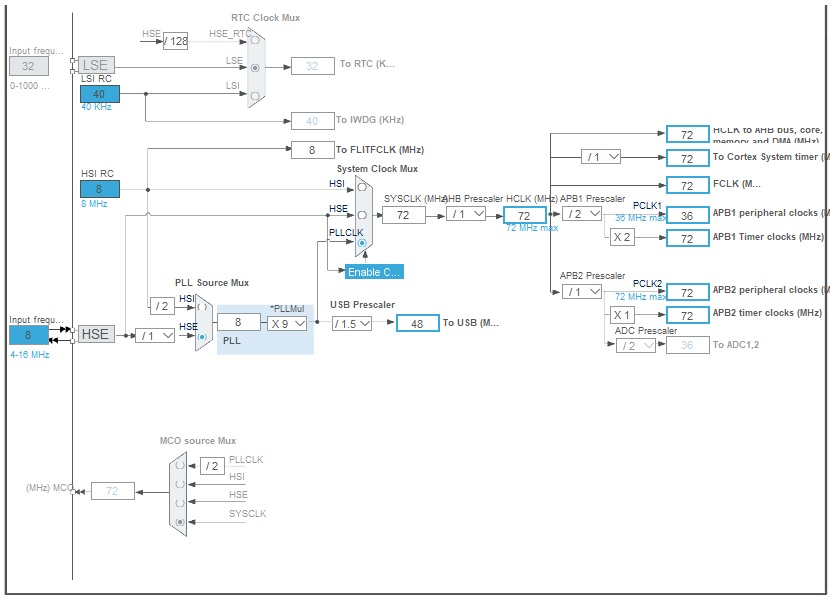 RTC Clock Mux
HSE
/ 128
HSE_RTC
Input frequ...
32
LSE
LSE
32
To RTC (K...
0-1000 ...
LSI RC
40
LSI
40 KHz
40
To IWDG (KHz)
8
To FLITFCLK (MHz)
HCLK to AHB bus, core,
memory and DMA (MHz)
72
/ 1
72
To Cortex System timer (M
System Clock Mux
HSI RC
8
8 MHz
HSI
72
FCLK (M...
SYSCLK (MHz)
AHB Prescaler
HCLK (MHz)
APB1 Prescaler
HSE
72
/ 1
72
72 MHz max
/ 2
PCLK1
36 MHz max
36
APB1 peripheral clocks (M
PLLCLK
X 2
72
APB1 Timer clocks (MHz)
Enable C...
APB2 Prescaler
PLL Source Mux
/ 1
PCLK2
72 MHz max
72
APB2 peripheral clocks (M
/ 2
HSI
*PLLMul
USB Prescaler
Input frequ...
8
HSE
/ 1
HSE
8
X 9
/ 1.5
48
To USB (M...
X 1
72
APB2 timer clocks (MHz)
4-16 MHz
PLL
ADC Prescaler
/ 2
36
To ADC1,2
MCO source Mux
PLLCLK
/ 2
HSI
(MHz) MCO
72
HSE
SYSCLK